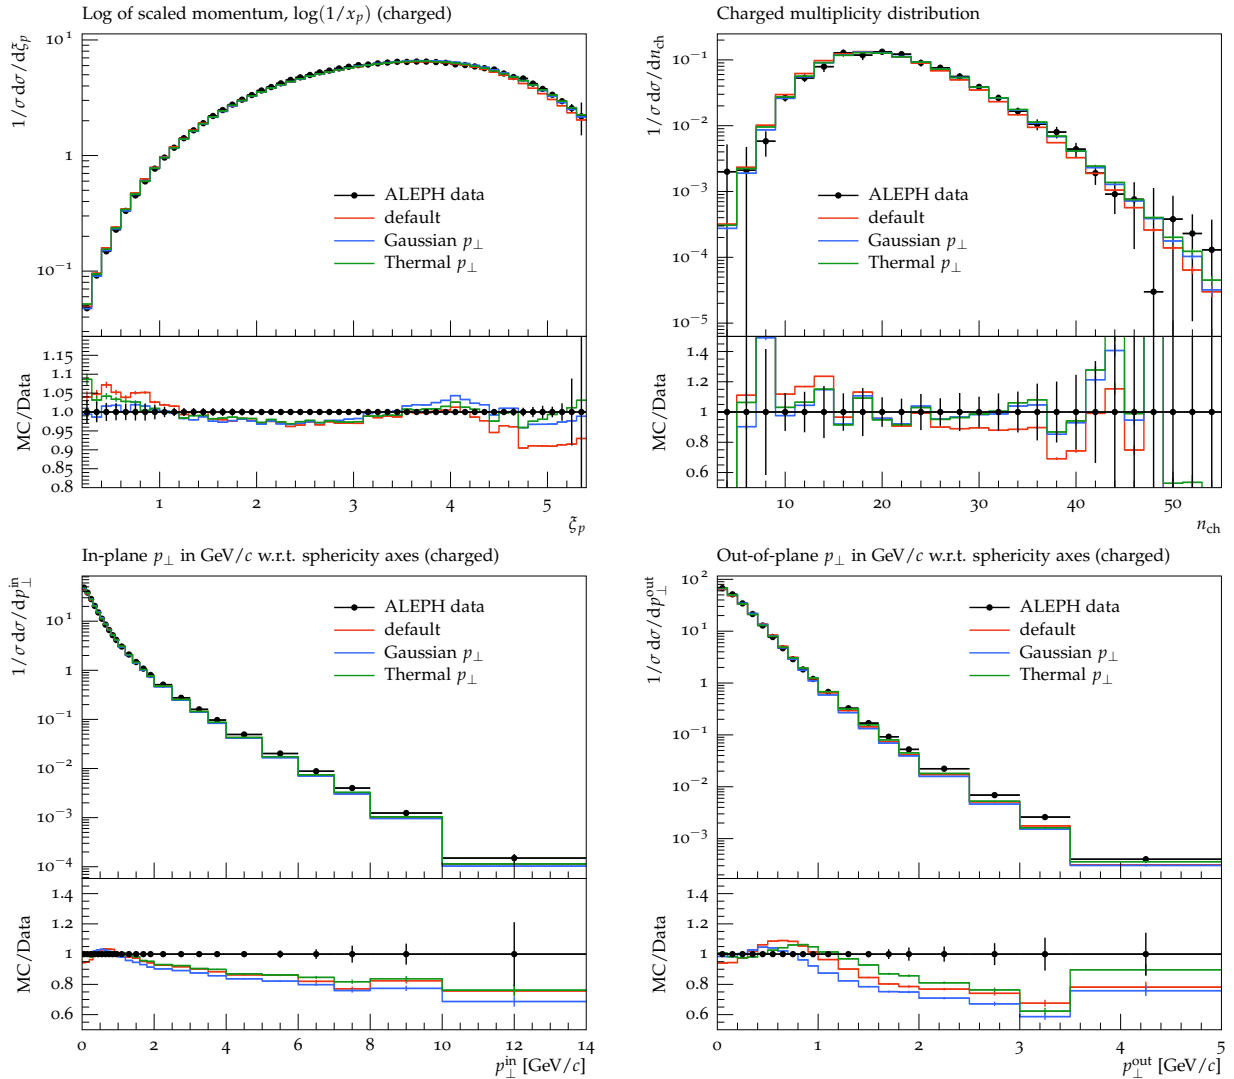 Log of scaled momentum, log(1/x_p) (charged)
1/σ dσ/dξ_p
10^1
1
10^−1
ALEPH data
default
Gaussian p_⊥
Thermal p_⊥
MC/Data
1.15
1.1
1.05
1.0
0.95
0.9
0.85
0.8
1 2 3 4 5
ξ_p
Charged multiplicity distribution
1/σ dσ/dn_ch
10^−1
10^−2
10^−3
10^−4
10^−5
ALEPH data
default
Gaussian p_⊥
Thermal p_⊥
MC/Data
1.4
1.2
1
0.8
0.6
10 20 30 40 50
n_ch
In-plane p_⊥ in GeV/c w.r.t. sphericity axes (charged)
1/σ dσ/dp_⊥^in
10^1
1
10^−1
10^−2
10^−3
10^−4
ALEPH data
default
Gaussian p_⊥
Thermal p_⊥
MC/Data
1.4
1.2
1
0.8
0.6
0 2 4 6 8 10 12 14
p_⊥^in [GeV/c]
Out-of-plane p_⊥ in GeV/c w.r.t. sphericity axes (charged)
1/σ dσ/dp_⊥^out
10^2
10^1
1
10^−1
10^−2
10^−3
ALEPH data
default
Gaussian p_⊥
Thermal p_⊥
MC/Data
1.4
1.2
1
0.8
0.6
0 1 2 3 4 5
p_⊥^out [GeV/c]